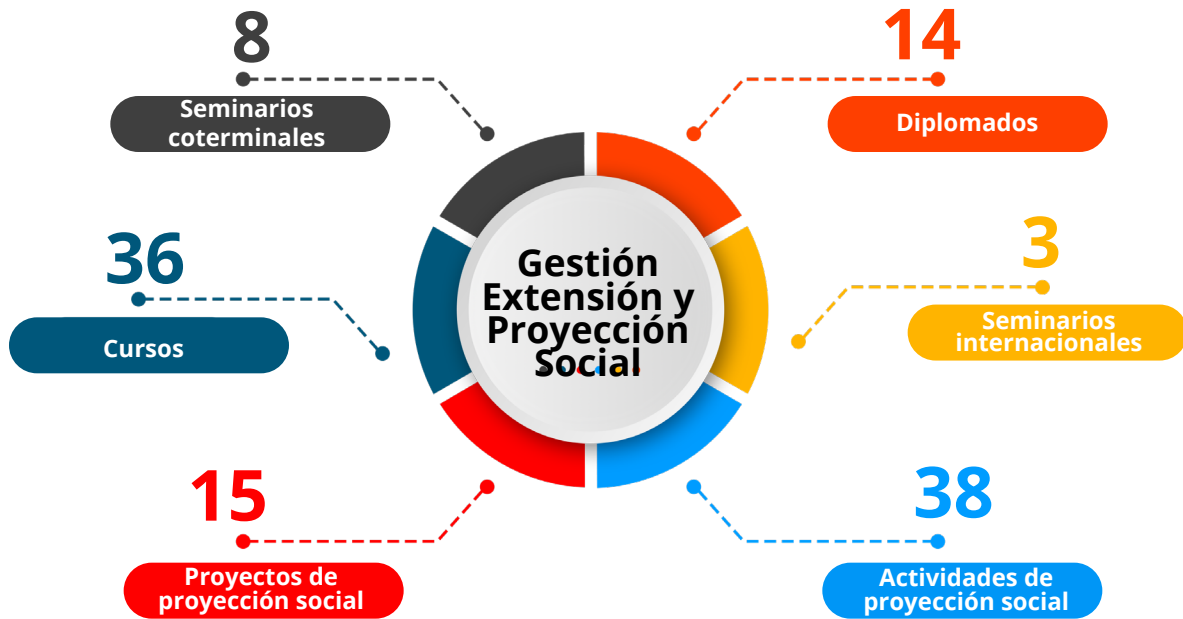 8
Seminarios
coterminales
14
Diplomados
36
Cursos
Gestión
Extensión y
Proyección
Social
3
Seminarios
internacionales
15
Proyectos de
proyección social
38
Actividades de
proyección social